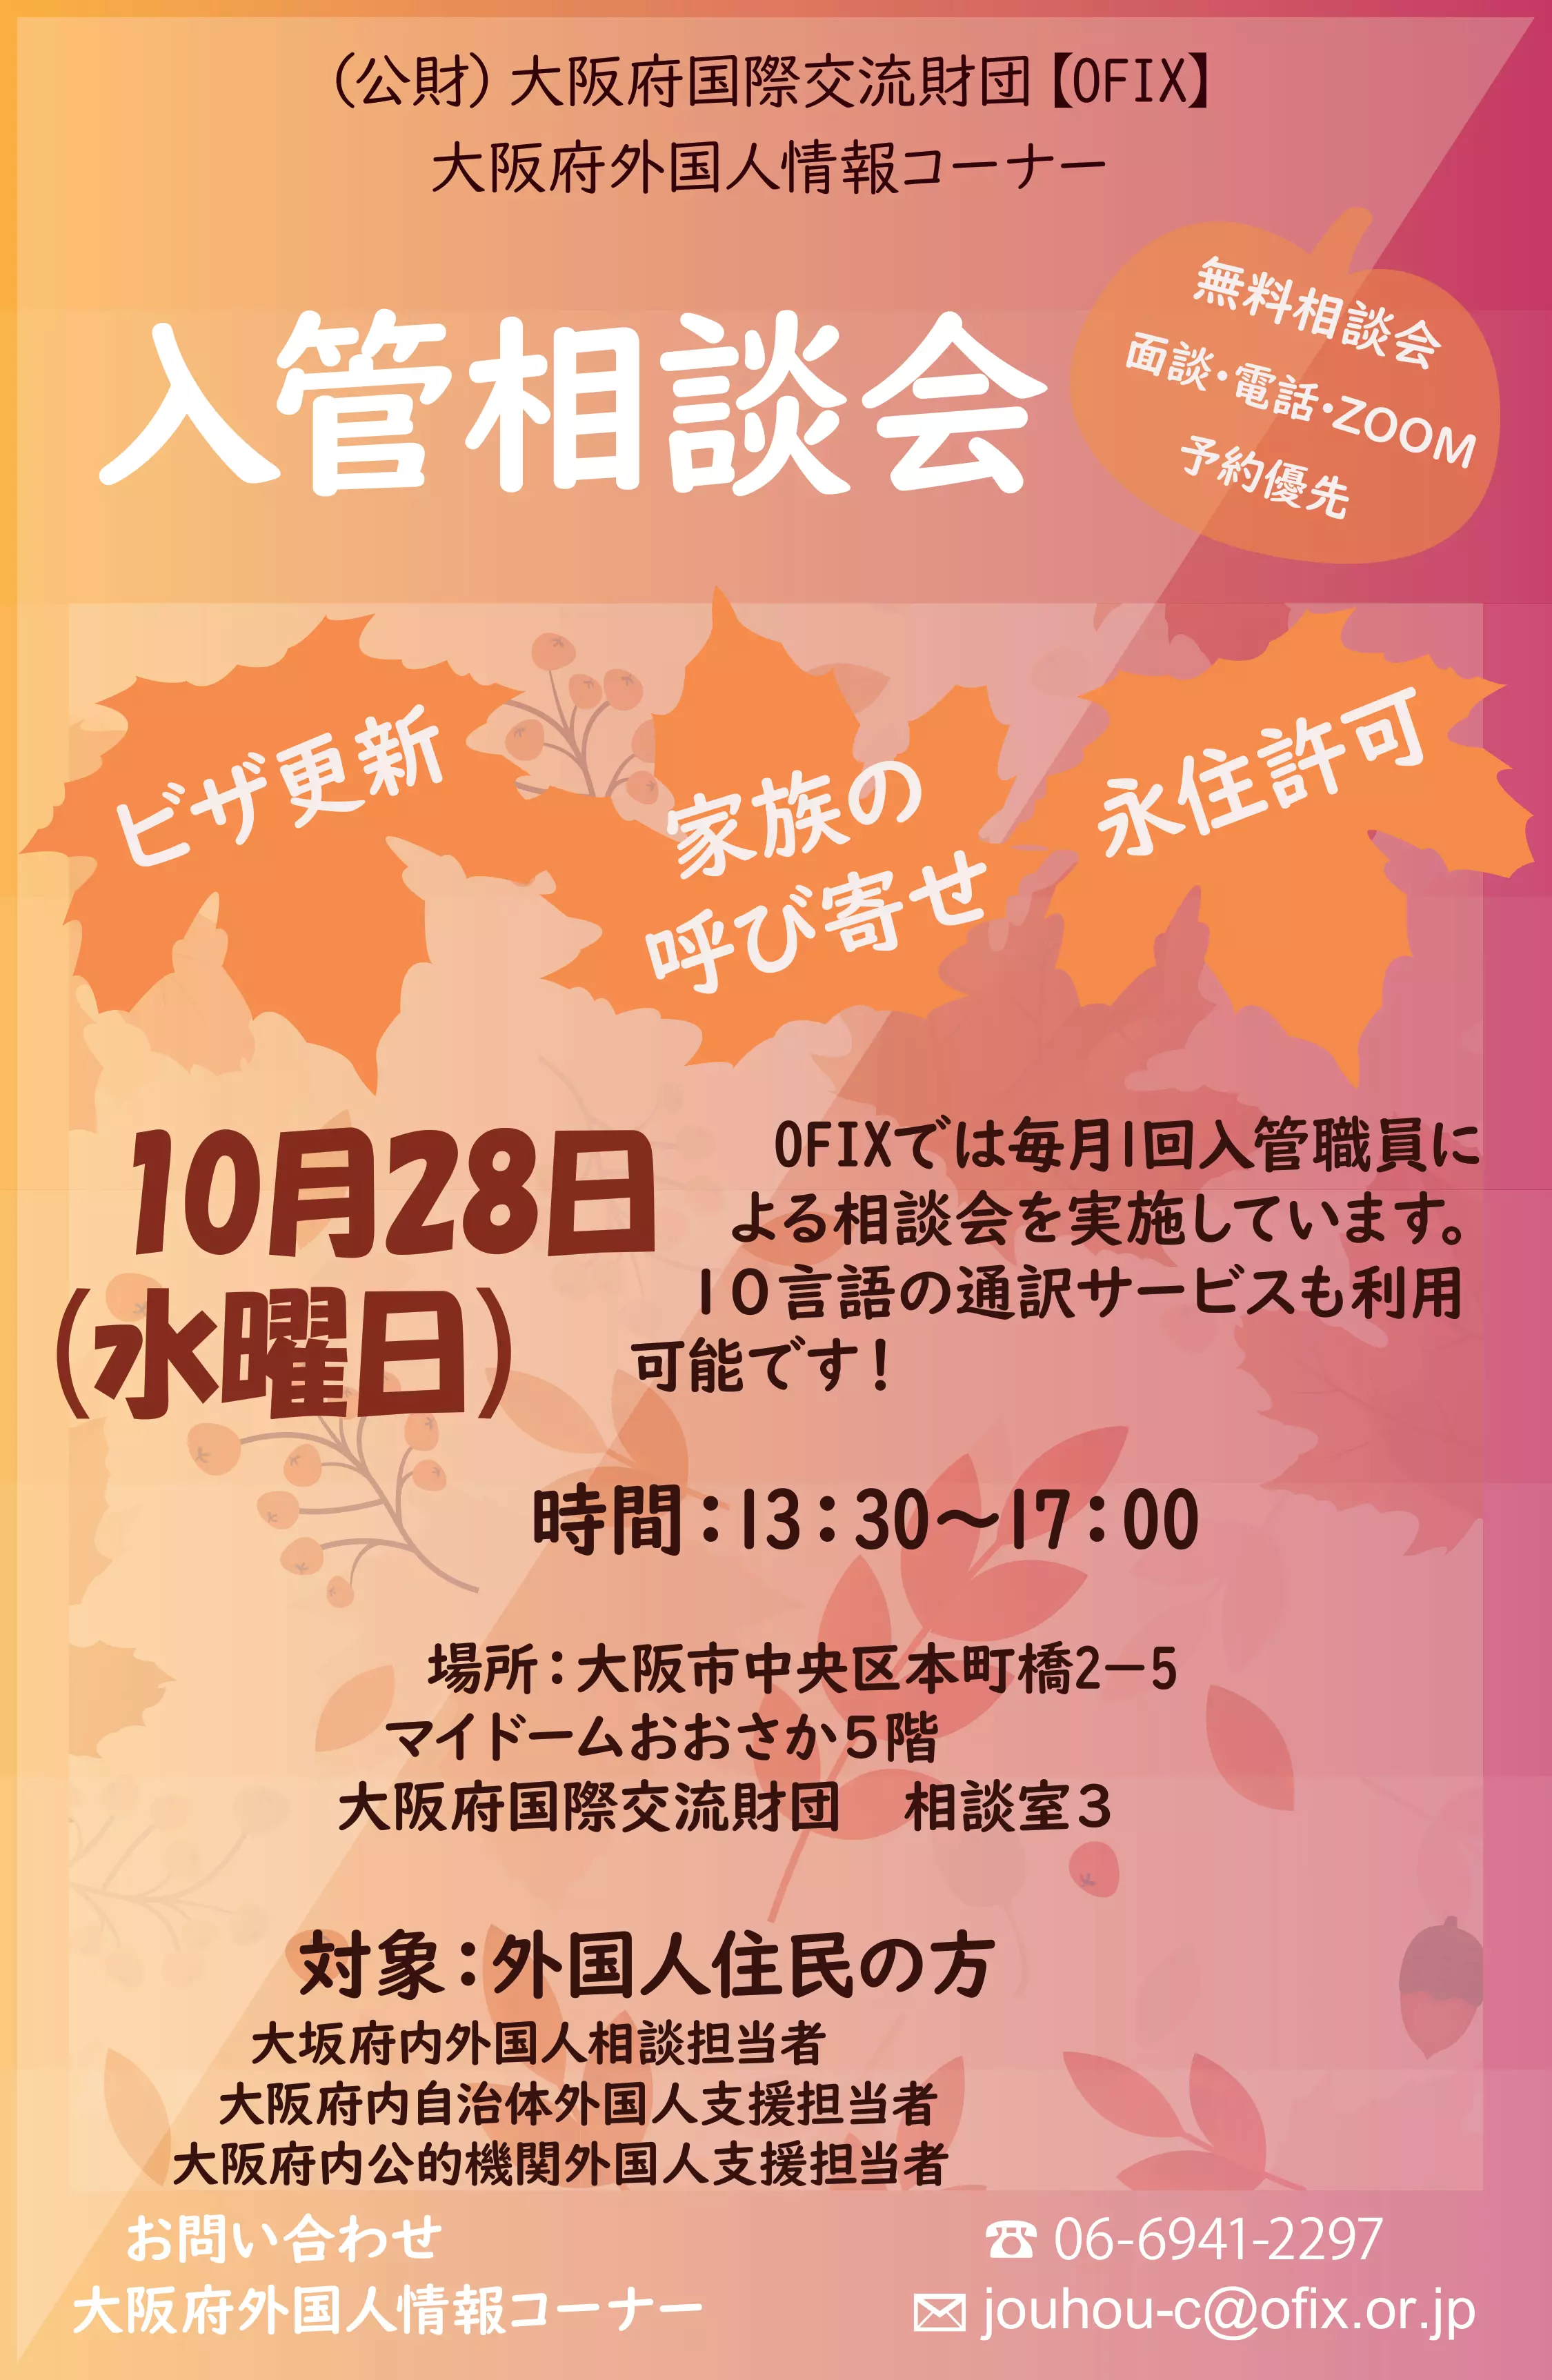 （公財）大阪府国際交流財団【OFIX】
大阪府外国人情報コーナー
入管相談会
無料相談会
面談・電話・ZOOM
予約優先
ビザ更新
家族の
呼び寄せ
永住許可
10月28日
（水曜日）
OFIXでは毎月1回入管職員に
よる相談会を実施しています。
１０言語の通訳サービスも利用
可能です！
時間：13：30～17：00
場所：大阪市中央区本町橋2－5
マイドームおおさか５階
大阪府国際交流財団　相談室３
対象：外国人住民の方
大坂府内外国人相談担当者
大阪府内自治体外国人支援担当者
大阪府内公的機関外国人支援担当者
お問い合わせ
大阪府外国人情報コーナー
☎ 06-6941-2297
jouhou-c@ofix.or.jp